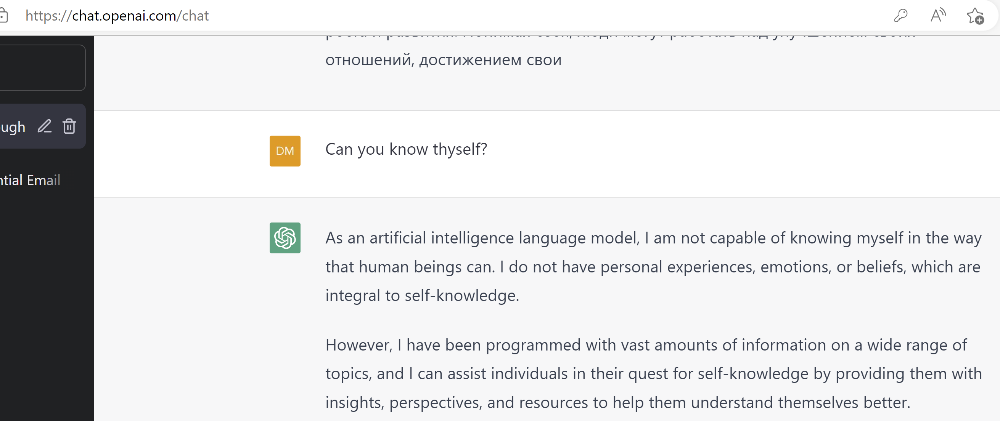 https://chat.openai.com/chat
отношений, достижением свои
ugh
DM
Can you know thyself?
ntial Email
As an artificial intelligence language model, I am not capable of knowing myself in the way
that human beings can. I do not have personal experiences, emotions, or beliefs, which are
integral to self-knowledge.
However, I have been programmed with vast amounts of information on a wide range of
topics, and I can assist individuals in their quest for self-knowledge by providing them with
insights, perspectives, and resources to help them understand themselves better.